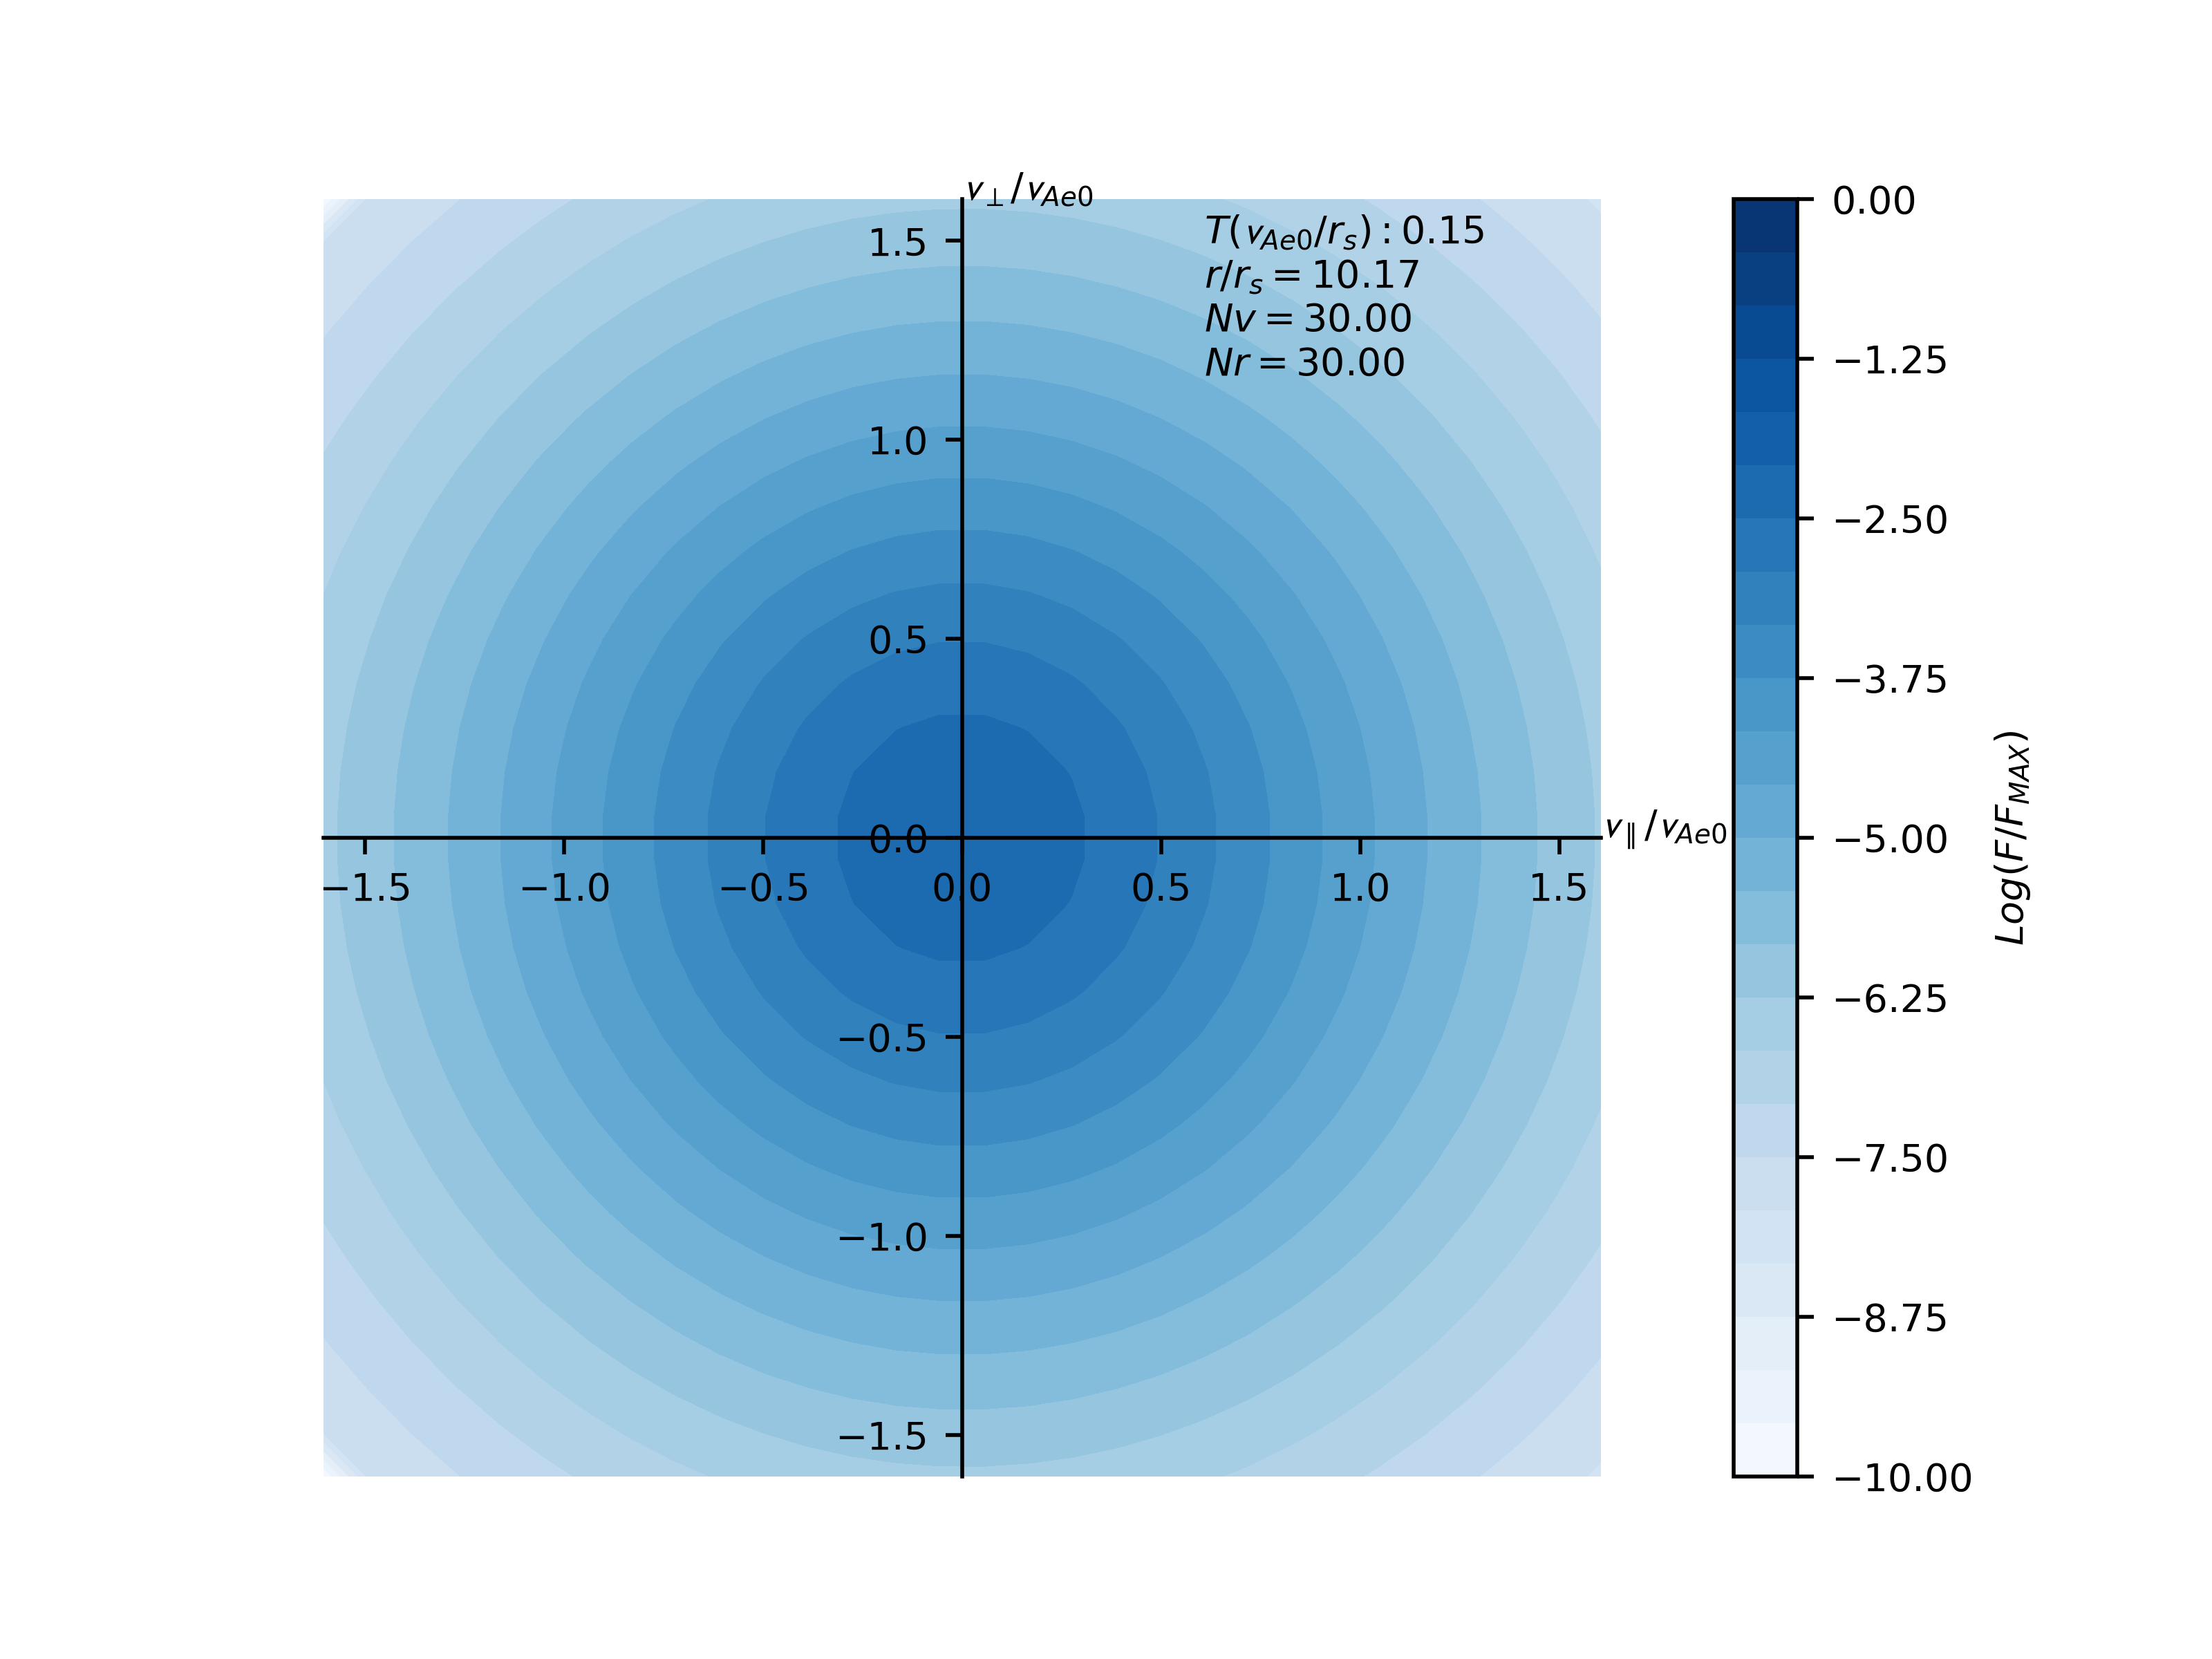 v⊥/vAe0
T(vAe0/rs) : 0.15
r/rs = 10.17
Nv = 30.00
Nr = 30.00
1.5
1.0
0.5
0.0
−0.5
−1.0
−1.5
−1.5 −1.0 −0.5 0.0 0.5 1.0 1.5
v∥/vAe0
0.00
−1.25
−2.50
−3.75
−5.00
−6.25
−7.50
−8.75
−10.00
Log(F/FMAX)